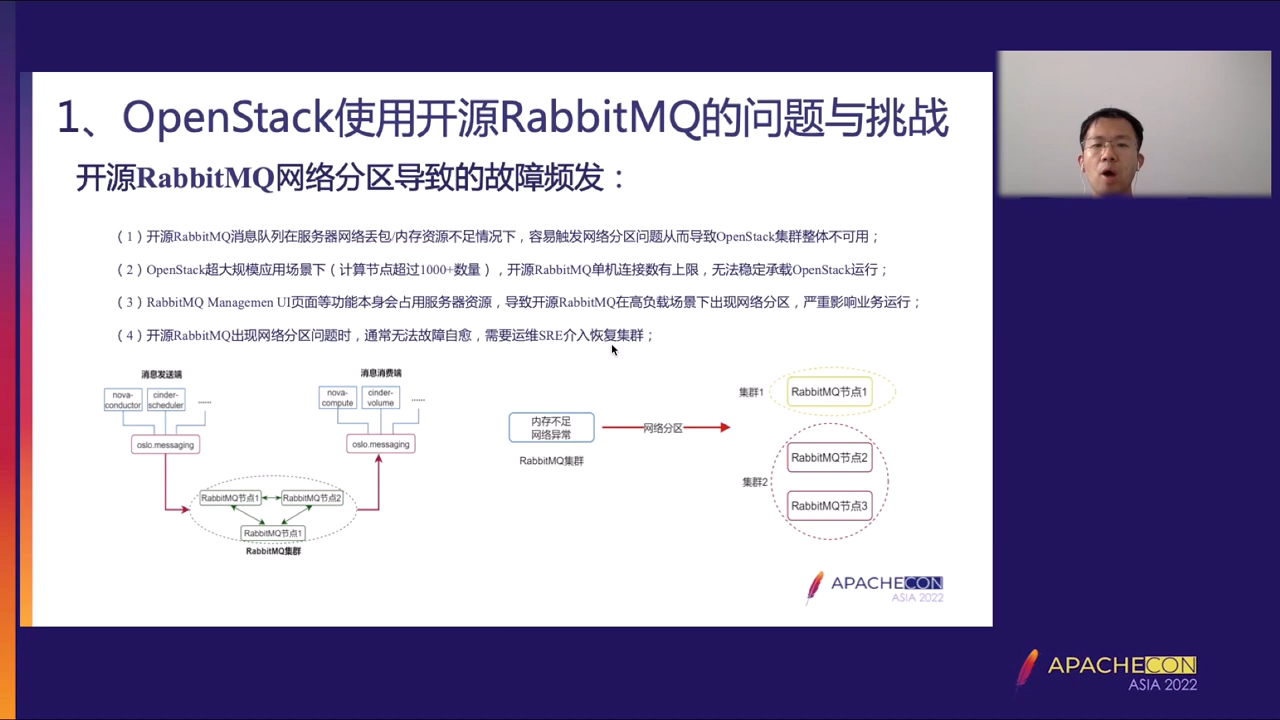 1、OpenStack使用开源RabbitMQ的问题与挑战
开源RabbitMQ网络分区导致的故障频发：
（1）开源RabbitMQ消息队列在服务器网络丢包/内存资源不足情况下，容易触发网络分区问题从而导致OpenStack集群整体不可用；
（2）OpenStack超大规模应用场景下（计算节点超过1000+数量），开源RabbitMQ单机连接数有上限，无法稳定承载OpenStack运行；
（3）RabbitMQ Managemen UI页面等功能本身会占用服务器资源，导致开源RabbitMQ在高负载场景下出现网络分区，严重影响业务运行；
（4）开源RabbitMQ出现网络分区问题时，通常无法故障自愈，需要运维SRE介入恢复集群；
消息发送端
nova-
conductor
cinder-
scheduler
......
oslo.messaging
消息消费端
nova-
compute
cinder-
volume
......
oslo.messaging
RabbitMQ节点1
RabbitMQ节点2
RabbitMQ节点1
RabbitMQ集群
内存不足
网络异常
RabbitMQ集群
网络分区
集群1
RabbitMQ节点1
集群2
RabbitMQ节点2
RabbitMQ节点3
APACHECON
ASIA 2022
APACHECON
ASIA 2022